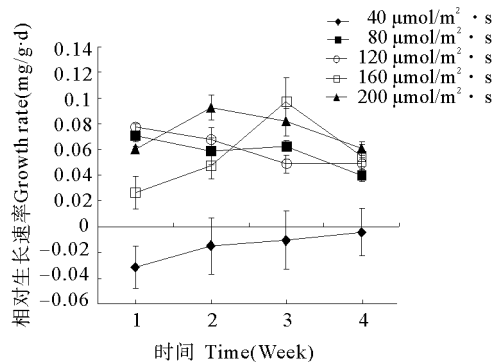 40 μmol/m²·s
80 μmol/m²·s
120 μmol/m²·s
160 μmol/m²·s
200 μmol/m²·s
相对生长速率Growth rate(mg/g·d)
0.14
0.12
0.1
0.08
0.06
0.04
0.02
0
-0.02
-0.04
-0.06
1 2 3 4
时间 Time(Week)